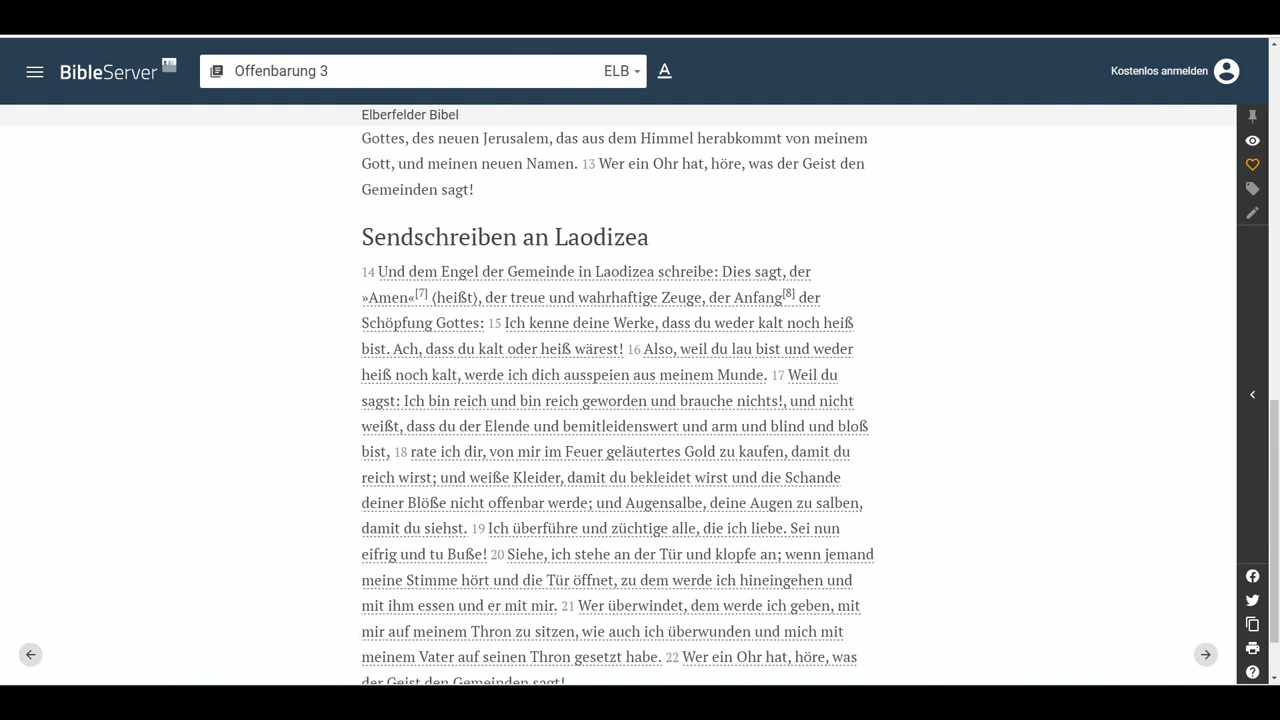 BibleServer
Offenbarung 3
ELB
A
Kostenlos anmelden
Elberfelder Bibel
Gottes, des neuen Jerusalem, das aus dem Himmel herabkommt von meinem
Gott, und meinen neuen Namen. 13 Wer ein Ohr hat, höre, was der Geist den
Gemeinden sagt!
Sendschreiben an Laodizea
14 Und dem Engel der Gemeinde in Laodizea schreibe: Dies sagt, der
»Amen«[7] ⟨heißt⟩, der treue und wahrhaftige Zeuge, der Anfang[8] der
Schöpfung Gottes: 15 Ich kenne deine Werke, dass du weder kalt noch heiß
bist. Ach, dass du kalt oder heiß wärest! 16 Also, weil du lau bist und weder
heiß noch kalt, werde ich dich ausspeien aus meinem Munde. 17 Weil du
sagst: Ich bin reich und bin reich geworden und brauche nichts!, und nicht
weißt, dass du der Elende und bemitleidenswert und arm und blind und bloß
bist, 18 rate ich dir, von mir im Feuer geläutertes Gold zu kaufen, damit du
reich wirst; und weiße Kleider, damit du bekleidet wirst und die Schande
deiner Blöße nicht offenbar werde; und Augensalbe, deine Augen zu salben,
damit du siehst. 19 Ich überführe und züchtige alle, die ich liebe. Sei nun
eifrig und tu Buße! 20 Siehe, ich stehe an der Tür und klopfe an; wenn jemand
meine Stimme hört und die Tür öffnet, zu dem werde ich hineingehen und
mit ihm essen und er mit mir. 21 Wer überwindet, dem werde ich geben, mit
mir auf meinem Thron zu sitzen, wie auch ich überwunden und mich mit
meinem Vater auf seinen Thron gesetzt habe. 22 Wer ein Ohr hat, höre, was
der Geist den Gemeinden sagt!